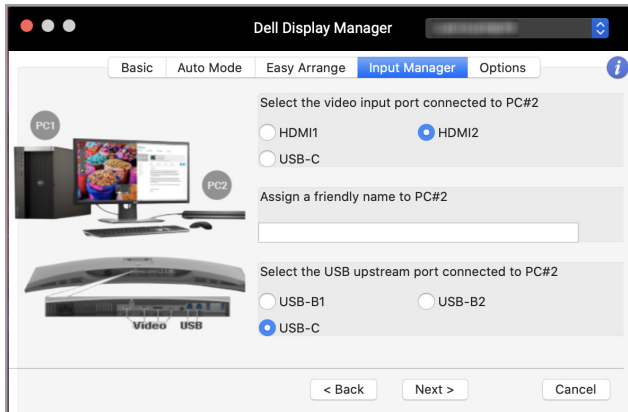 Dell Display Manager
Basic Auto Mode Easy Arrange Input Manager Options i
Select the video input port connected to PC#2
HDMI1 HDMI2
USB-C
PC1
PC2
Assign a friendly name to PC#2
Select the USB upstream port connected to PC#2
USB-B1 USB-B2
USB-C
Video USB
< Back Next > Cancel